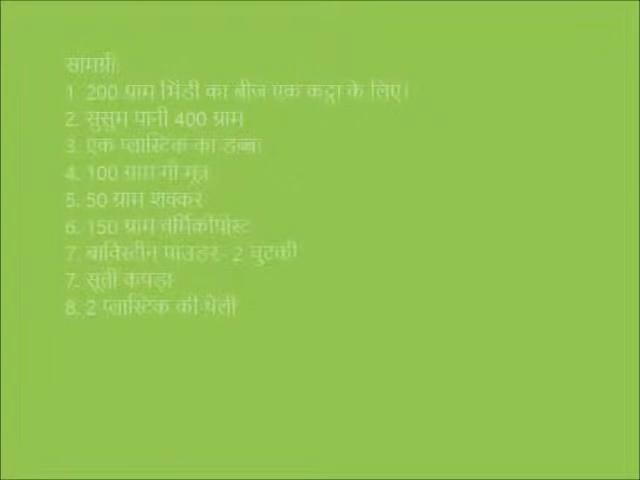 सामग्री:
1. 200 ग्राम भिंडी का बीज एक कट्ठा के लिए।
2. सुसुम पानी 400 ग्राम
3. एक प्लास्टिक का डब्बा
4. 100 ग्राम गौ मूत्र
5. 50 ग्राम शक्कर
6. 150 ग्राम वर्मिकोपोस्ट
7. बाविस्टीन पाउडर- 2 चुटकी
7. सूती कपड़ा
8. 2 प्लास्टिक की थैली